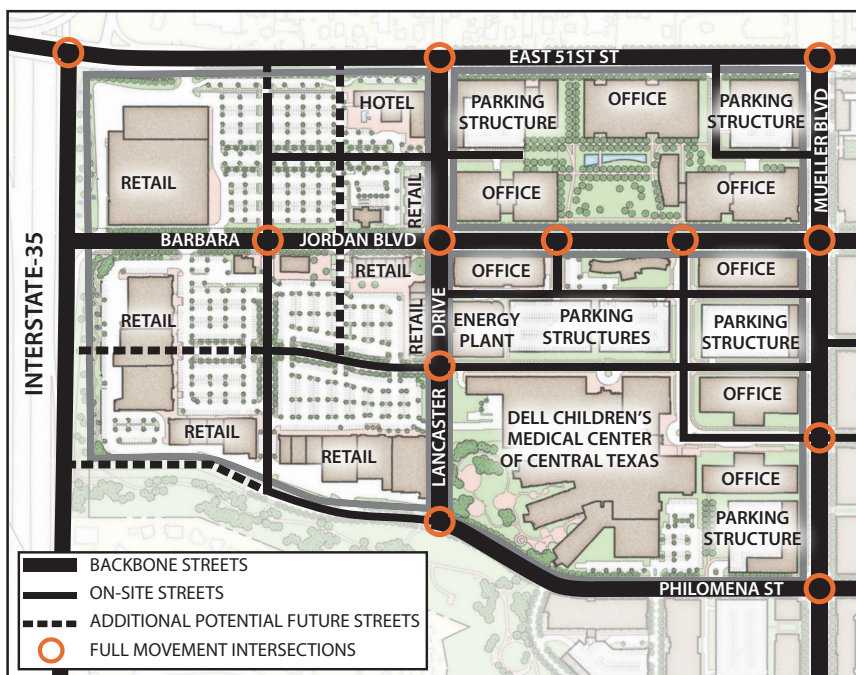 EAST 51ST ST
HOTEL
PARKING
STRUCTURE
OFFICE
PARKING
STRUCTURE
MUELLER BLVD
RETAIL
RETAIL
OFFICE
OFFICE
BARBARA
JORDAN BLVD
INTERSTATE-35
RETAIL
OFFICE
OFFICE
RETAIL
RETAIL
LANCASTER
DRIVE
ENERGY
PLANT
PARKING
STRUCTURES
PARKING
STRUCTURE
OFFICE
DELL CHILDREN'S
MEDICAL CENTER
OF CENTRAL TEXAS
RETAIL
RETAIL
OFFICE
PARKING
STRUCTURE
PHILOMENA ST
BACKBONE STREETS
ON-SITE STREETS
ADDITIONAL POTENTIAL FUTURE STREETS
FULL MOVEMENT INTERSECTIONS